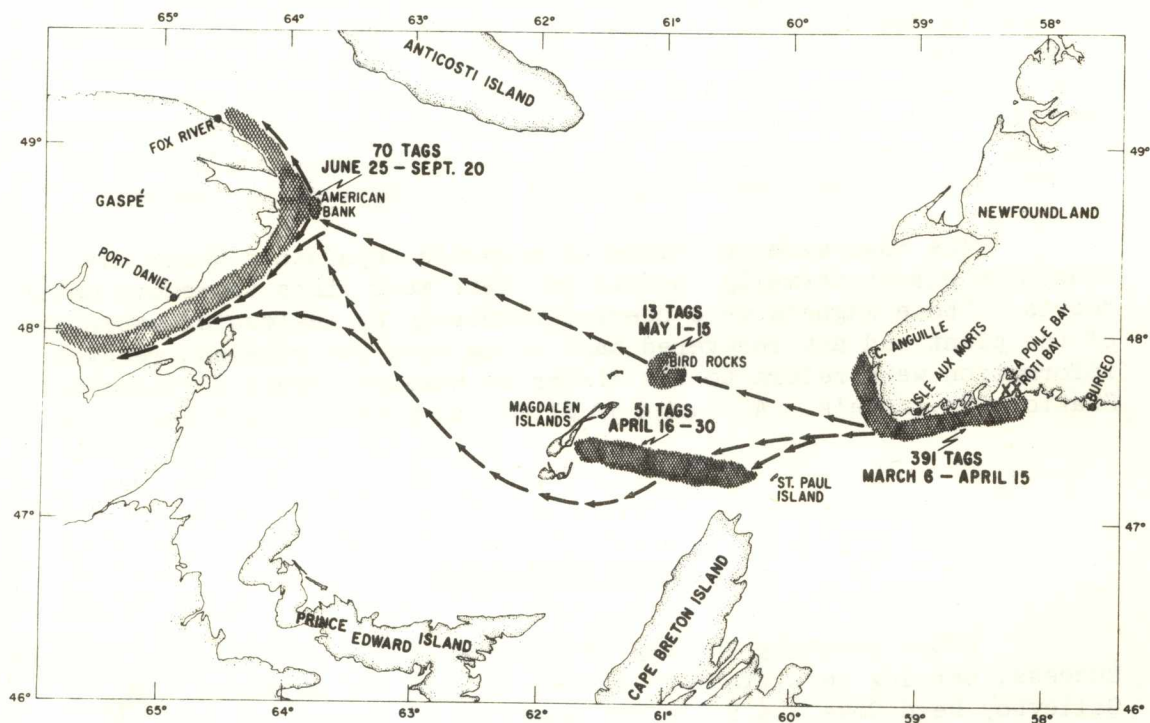 65° 64° 63° 62° 61° 60° 59° 58°
ANTICOSTI ISLAND
49°
49°
FOX RIVER
70 TAGS
JUNE 25 – SEPT. 20
AMERICAN
BANK
GASPÉ
NEWFOUNDLAND
PORT DANIEL
48°
48°
13 TAGS
MAY 1-15
BIRD ROCKS
C. ANGUILLE
ISLE AUX MORTS
LA POILE BAY
ROTI BAY
BURGEO
MAGDALEN
ISLANDS
51 TAGS
APRIL 16 – 30
391 TAGS
MARCH 6 – APRIL 15
ST. PAUL
ISLAND
47°
47°
PRINCE EDWARD ISLAND
CAPE BRETON ISLAND
46°
46°
65° 64° 63° 62° 61° 60° 59° 58°